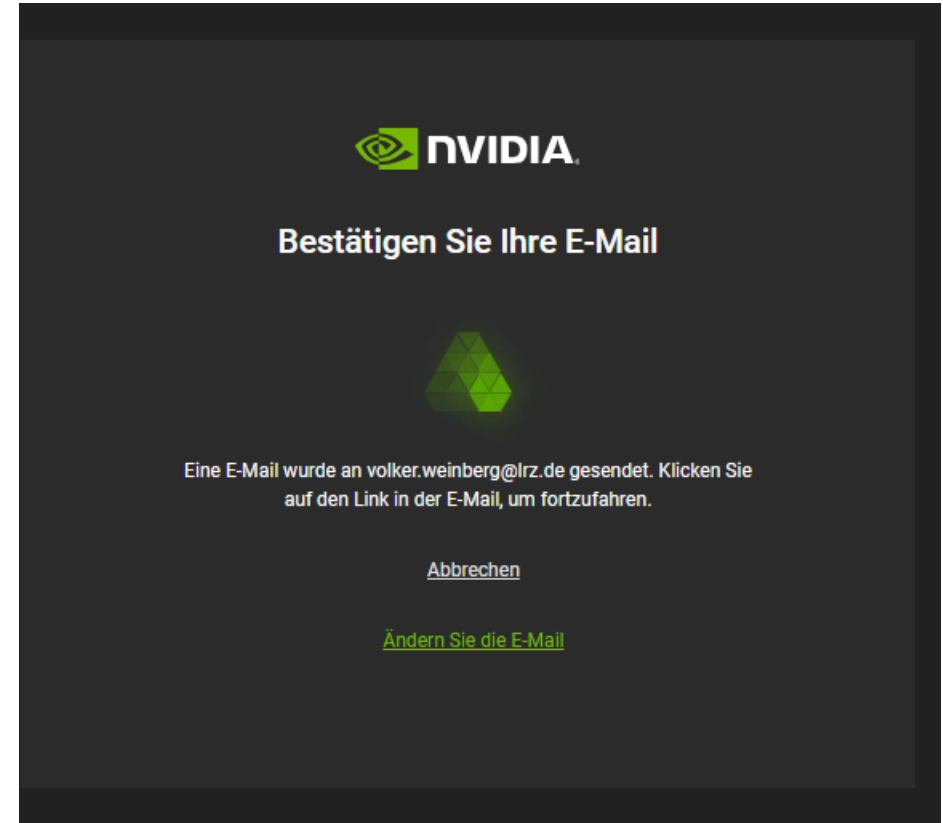 NVIDIA.
Bestätigen Sie Ihre E-Mail
Eine E-Mail wurde an volker.weinberg@lrz.de gesendet. Klicken Sie
auf den Link in der E-Mail, um fortzufahren.
Abbrechen
Ändern Sie die E-Mail